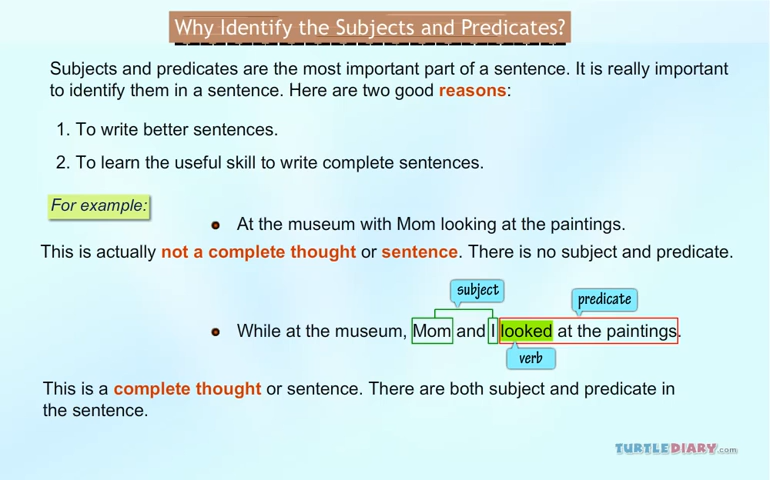 Why Identify the Subjects and Predicates?
Subjects and predicates are the most important part of a sentence. It is really important
to identify them in a sentence. Here are two good reasons:
1. To write better sentences.
2. To learn the useful skill to write complete sentences.
For example:
At the museum with Mom looking at the paintings.
This is actually not a complete thought or sentence. There is no subject and predicate.
subject
predicate
While at the museum, Mom and I looked at the paintings.
verb
This is a complete thought or sentence. There are both subject and predicate in
the sentence.
TURTLEDIARY.com